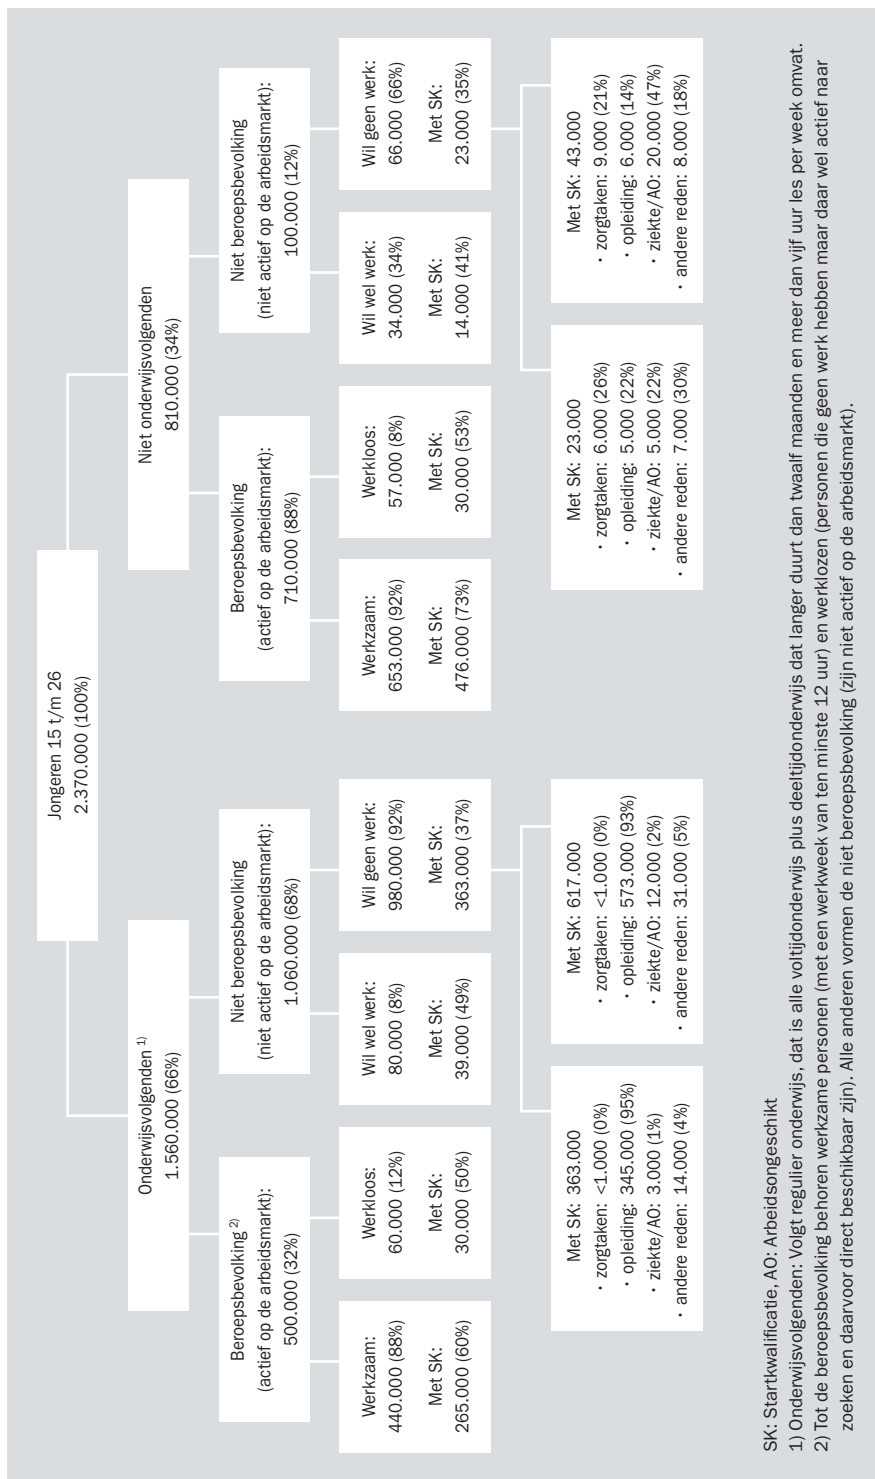 Jongeren 15 t/m 26
2.370.000 (100%)
Onderwijsvolgenden 1)
1.560.000 (66%)
Niet onderwijsvolgenden
810.000 (34%)
Beroepsbevolking 2)
(actief op de arbeidsmarkt):
500.000 (32%)
Niet beroepsbevolking
(niet actief op de arbeidsmarkt):
1.060.000 (68%)
Beroepsbevolking
(actief op de arbeidsmarkt):
710.000 (88%)
Niet beroepsbevolking
(niet actief op de arbeidsmarkt):
100.000 (12%)
Werkzaam:
440.000 (88%)
Met SK:
265.000 (60%)
Werkloos:
60.000 (12%)
Met SK:
30.000 (50%)
Wil wel werk:
80.000 (8%)
Met SK:
39.000 (49%)
Wil geen werk:
980.000 (92%)
Met SK:
363.000 (37%)
Werkzaam:
653.000 (92%)
Met SK:
476.000 (73%)
Werkloos:
57.000 (8%)
Met SK:
30.000 (53%)
Wil wel werk:
34.000 (34%)
Met SK:
14.000 (41%)
Wil geen werk:
66.000 (66%)
Met SK:
23.000 (35%)
Met SK: 363.000
· zorgtaken: <1.000 (0%)
· opleiding: 345.000 (95%)
· ziekte/AO: 3.000 (1%)
· andere reden: 14.000 (4%)
Met SK: 617.000
· zorgtaken: <1.000 (0%)
· opleiding: 573.000 (93%)
· ziekte/AO: 12.000 (2%)
· andere reden: 31.000 (5%)
Met SK: 23.000
· zorgtaken: 6.000 (26%)
· opleiding: 5.000 (22%)
· ziekte/AO: 5.000 (22%)
· andere reden: 7.000 (30%)
Met SK: 43.000
· zorgtaken: 9.000 (21%)
· opleiding: 6.000 (14%)
· ziekte/AO: 20.000 (47%)
· andere reden: 8.000 (18%)
SK: Startkwalificatie, AO: Arbeidsongeschikt
1) Onderwijsvolgenden: Volgt regulier onderwijs, dat is alle voltijdonderwijs plus deeltijdonderwijs dat langer duurt dan twaalf maanden en meer dan vijf uur les per week omvat.
2) Tot de beroepsbevolking behoren werkzame personen (met een werkweek van ten minste 12 uur) en werklozen (personen die geen werk hebben maar daar wel actief naar
zoeken en daarvoor direct beschikbaar zijn). Alle anderen vormen de niet beroepsbevolking (zijn niet actief op de arbeidsmarkt).